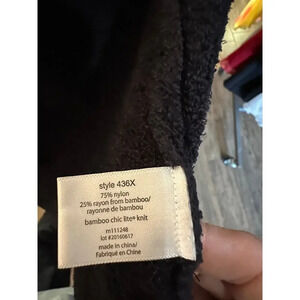 style 436X
75% nylon
25% rayon from bamboo/
rayonne de bambou
bamboo chic lite® knit
rn111248
lot #20160617
made in china/
Fabriqué en Chine